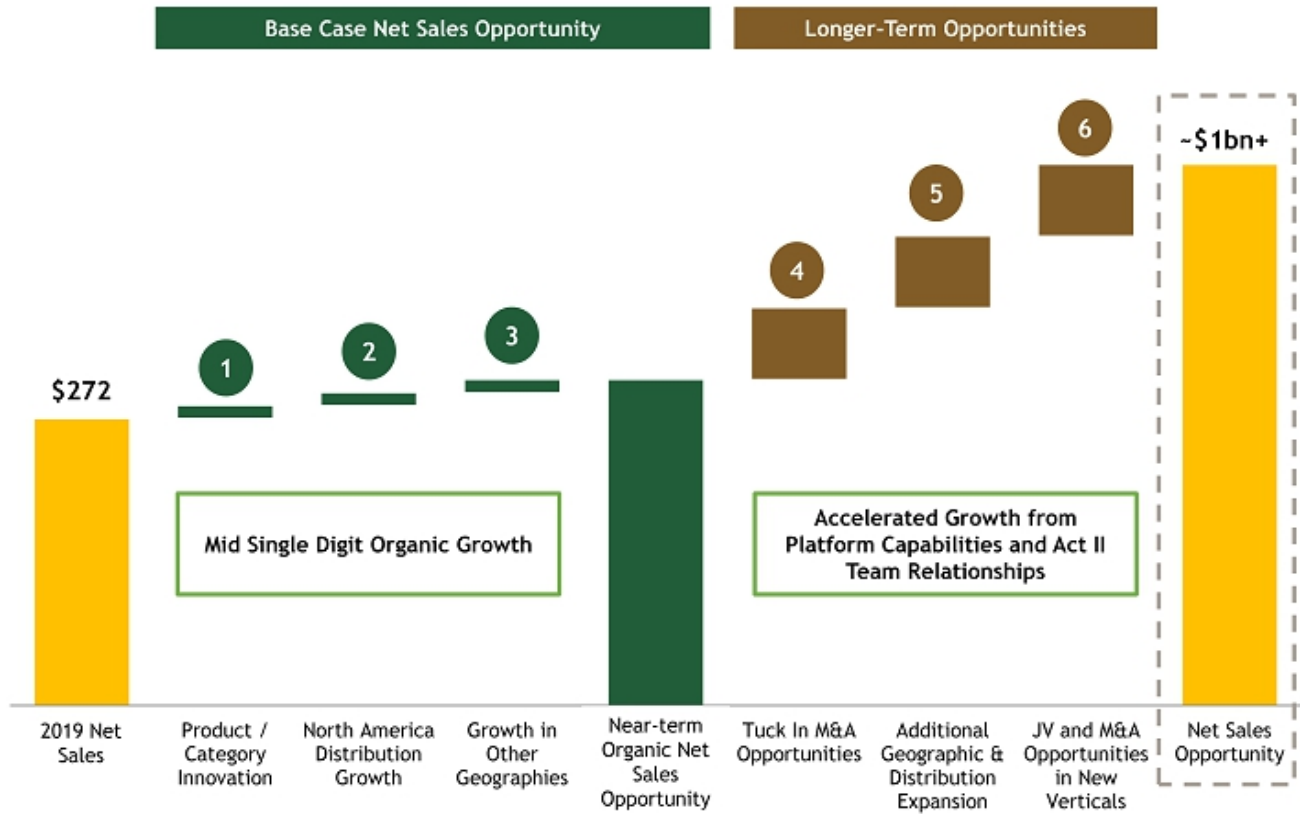 Base Case Net Sales Opportunity
Longer-Term Opportunities
6
~$1bn+
5
4
3
2
1
$272
Mid Single Digit Organic Growth
Accelerated Growth from
Platform Capabilities and Act II
Team Relationships
2019 Net
Sales
Product /
Category
Innovation
North America
Distribution
Growth
Growth in
Other
Geographies
Near-term
Organic Net
Sales
Opportunity
Tuck In M&A
Opportunities
Additional
Geographic &
Distribution
Expansion
JV and M&A
Opportunities
in New
Verticals
Net Sales
Opportunity